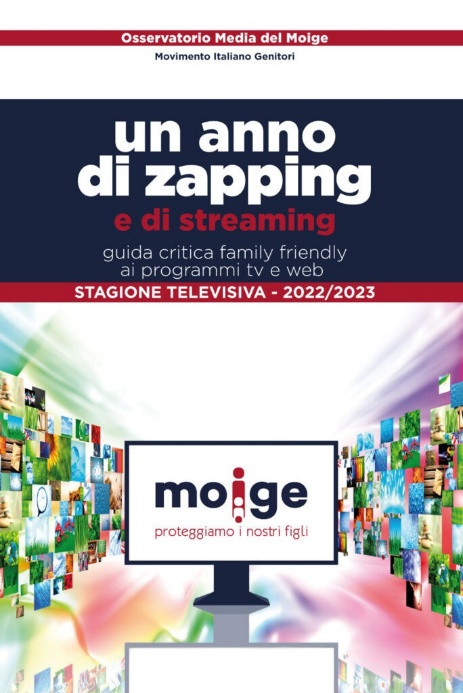 Osservatorio Media del Moige
Movimento Italiano Genitori
un anno
di zapping
e di streaming
guida critica family friendly
ai programmi tv e web
STAGIONE TELEVISIVA - 2022/2023
moige
proteggiamo i nostri figli